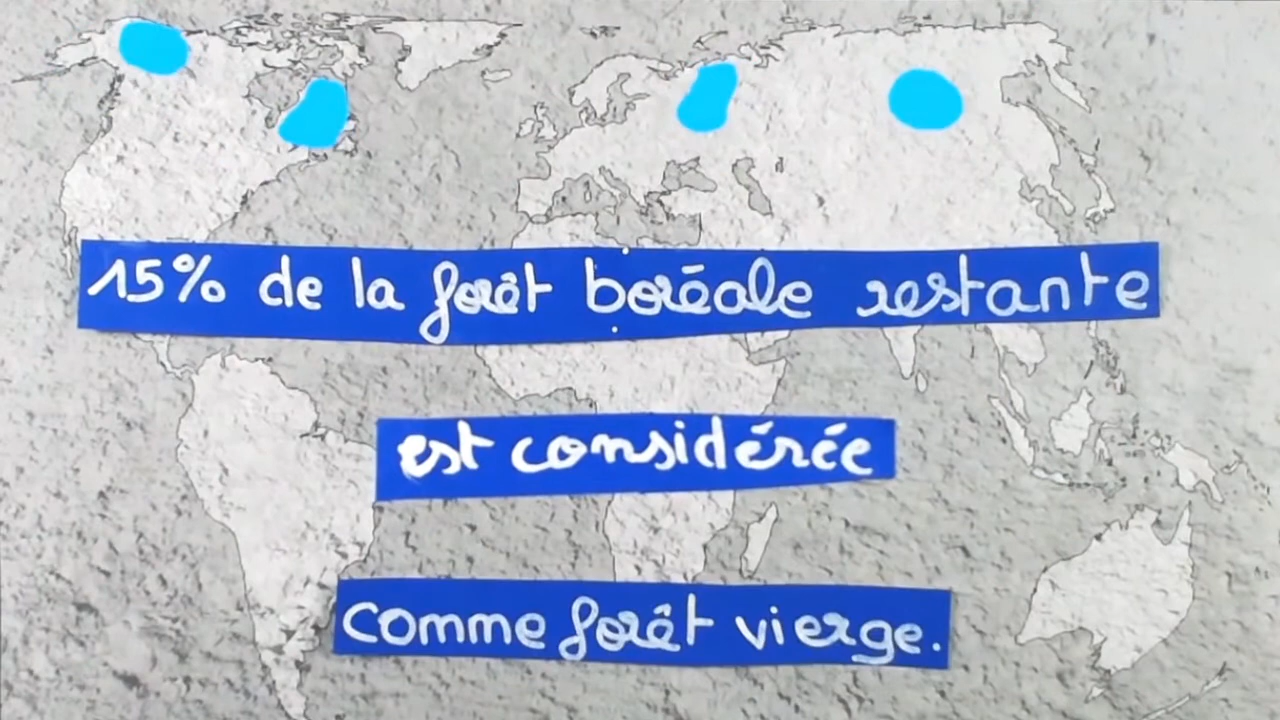 15% de la forêt boréale restante
est considérée
comme forêt vierge.